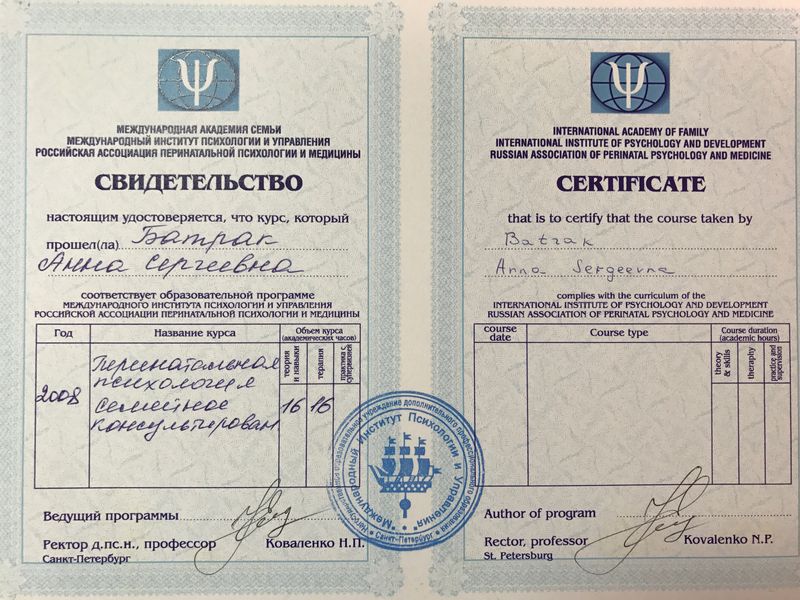 МЕЖДУНАРОДНАЯ АКАДЕМИЯ СЕМЬИ
МЕЖДУНАРОДНЫЙ ИНСТИТУТ ПСИХОЛОГИИ И УПРАВЛЕНИЯ
РОССИЙСКАЯ АССОЦИАЦИЯ ПЕРИНАТАЛЬНОЙ ПСИХОЛОГИИ И МЕДИЦИНЫ
СВИДЕТЕЛЬСТВО
настоящим удостоверяется, что курс, который
прошел(ла) Батрак
Анна Сергеевна
соответствует образовательной программе
МЕЖДУНАРОДНОГО ИНСТИТУТА ПСИХОЛОГИИ И УПРАВЛЕНИЯ
РОССИЙСКОЙ АССОЦИАЦИИ ПЕРИНАТАЛЬНОЙ ПСИХОЛОГИИ И МЕДИЦИНЫ
Год
Название курса
Объем курса
(академических часов)
теория
и навыки
терапия
практика с
супервизией
2008
Перинатальная
психология
Семейное
консультирован
16 16
Ведущий программы
Ректор д.пс.н., профессор Коваленко Н.П.
Санкт-Петербург
Негосударственное образовательное учреждение дополнительного профессионального образования
Международный Институт Психологии и Управления
Санкт-Петербург
INTERNATIONAL ACADEMY OF FAMILY
INTERNATIONAL INSTITUTE OF PSYCHOLOGY AND DEVELOPMENT
RUSSIAN ASSOCIATION OF PERINATAL PSYCHOLOGY AND MEDICINE
CERTIFICATE
that is to certify that the course taken by
Batrak
Anna Sergeevna
complies with the curriculum of the
INTERNATIONAL INSTITUTE OF PSYCHOLOGY AND DEVELOPMENT
RUSSIAN ASSOCIATION OF PERINATAL PSYCHOLOGY AND MEDICINE
course
date
Course type
Course duration
(academic hours)
theory
& skills
theraphy
practice and
supervision
Author of program
Rector, professor Kovalenko N.P.
St. Petersburg